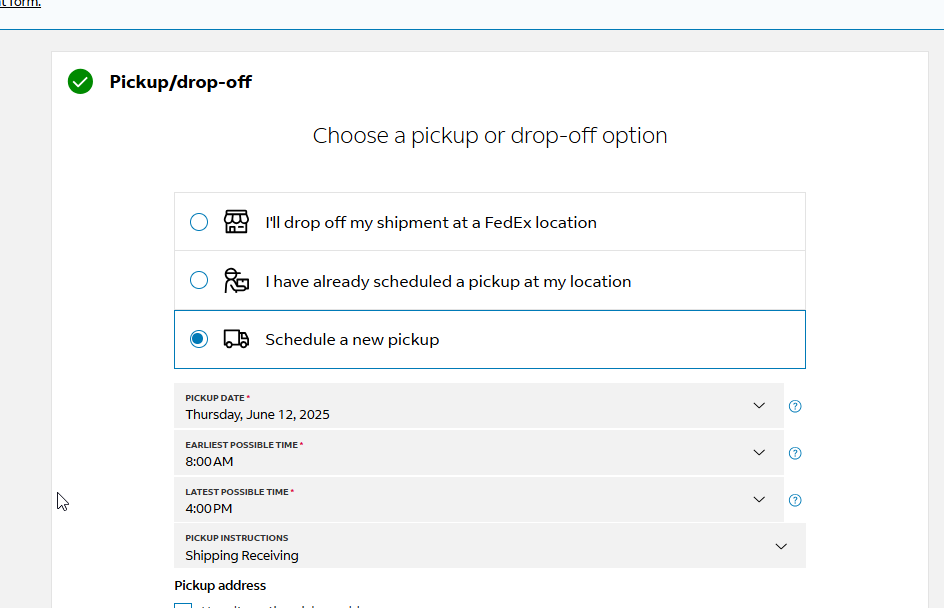 t form.
Pickup/drop-off
Choose a pickup or drop-off option
I'll drop off my shipment at a FedEx location
I have already scheduled a pickup at my location
Schedule a new pickup
PICKUP DATE*
Thursday, June 12, 2025
?
EARLIEST POSSIBLE TIME*
8:00 AM
?
LATEST POSSIBLE TIME*
4:00 PM
?
PICKUP INSTRUCTIONS
Shipping Receiving
Pickup address